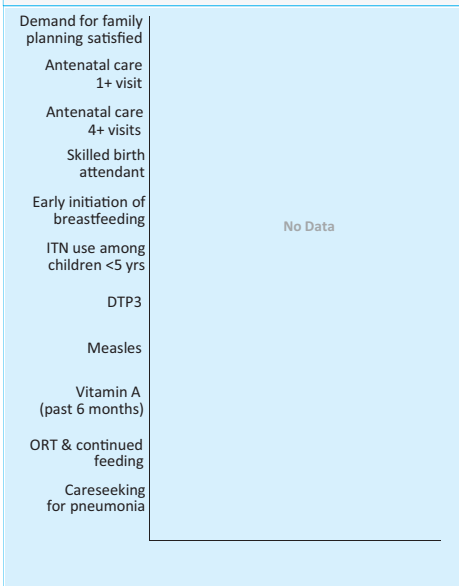 Demand for family
planning satisfied
Antenatal care
1+ visit
Antenatal care
4+ visits
Skilled birth
attendant
Early initiation of
breastfeeding
No Data
ITN use among
children <5 yrs
DTP3
Measles
Vitamin A
(past 6 months)
ORT & continued
feeding
Careseeking
for pneumonia